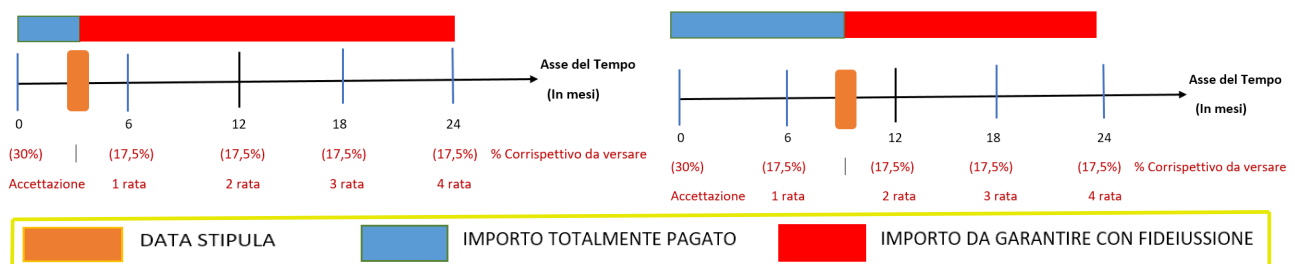 Asse del Tempo
(In mesi)
0 6 12 18 24
(30%) (17,5%) (17,5%) (17,5%) (17,5%) % Corrispettivo da versare
Accettazione 1 rata 2 rata 3 rata 4 rata
Asse del Tempo
(In mesi)
0 6 12 18 24
(30%) (17,5%) (17,5%) (17,5%) (17,5%) % Corrispettivo da versare
Accettazione 1 rata 2 rata 3 rata 4 rata
DATA STIPULA IMPORTO TOTALMENTE PAGATO IMPORTO DA GARANTIRE CON FIDEIUSSIONE